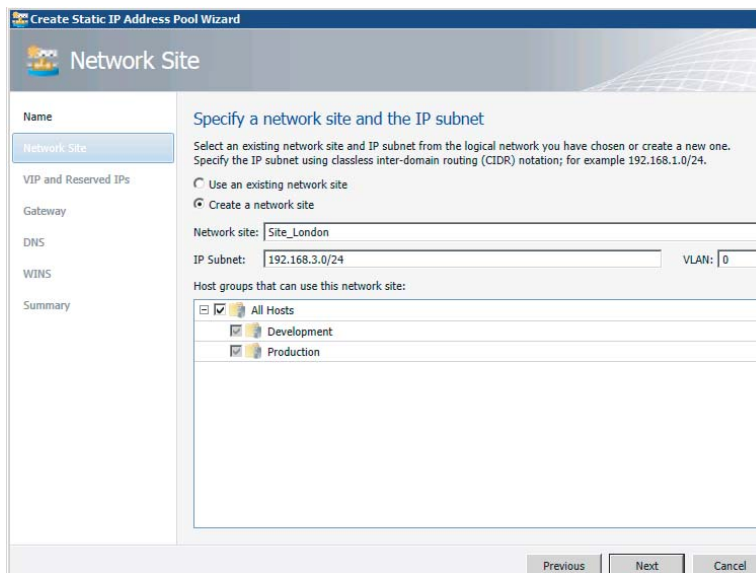 Create Static IP Address Pool Wizard
Network Site
Name
Network Site
VIP and Reserved IPs
Gateway
DNS
WINS
Summary
Specify a network site and the IP subnet
Select an existing network site and IP subnet from the logical network you have chosen or create a new one.
Specify the IP subnet using classless inter-domain routing (CIDR) notation; for example 192.168.1.0/24.
Use an existing network site
Create a network site
Network site: Site_London
IP Subnet: 192.168.3.0/24 VLAN: 0
Host groups that can use this network site:
All Hosts
Development
Production
Previous Next Cancel